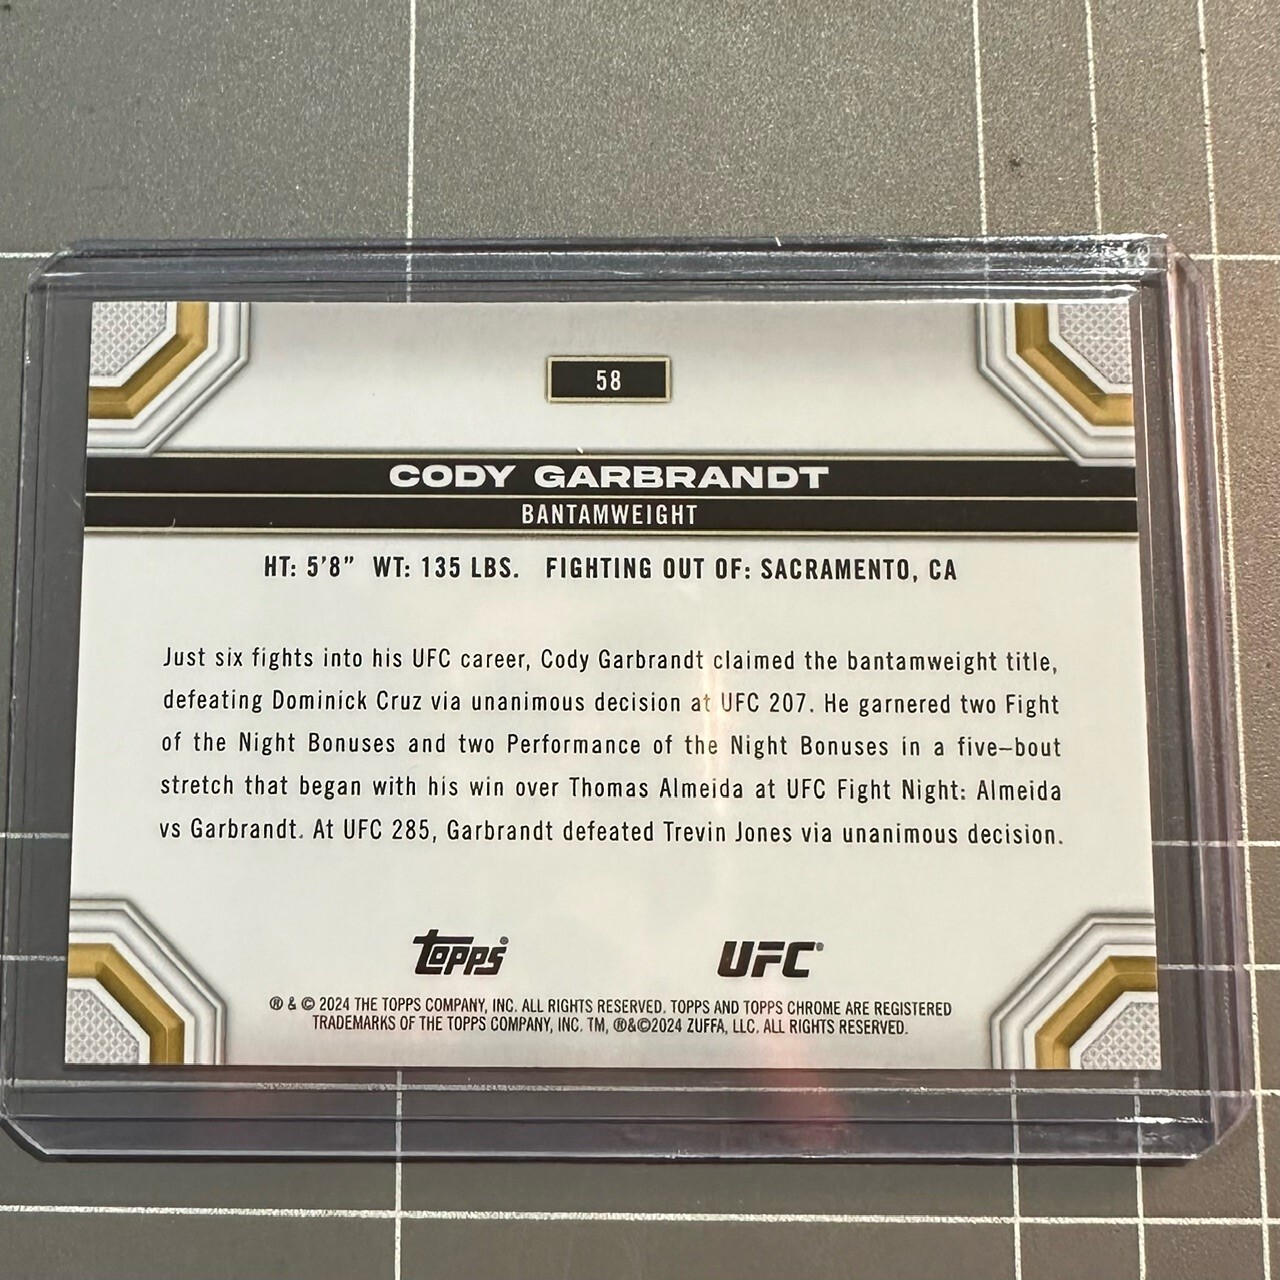 58
CODY GARBRANDT
BANTAMWEIGHT
HT: 5'8" WT: 135 LBS. FIGHTING OUT OF: SACRAMENTO, CA
Just six fights into his UFC career, Cody Garbrandt claimed the bantamweight title,
defeating Dominick Cruz via unanimous decision at UFC 207. He garnered two Fight
of the Night Bonuses and two Performance of the Night Bonuses in a five–bout
stretch that began with his win over Thomas Almeida at UFC Fight Night: Almeida
vs Garbrandt. At UFC 285, Garbrandt defeated Trevin Jones via unanimous decision.
topps® UFC®
® & © 2024 THE TOPPS COMPANY, INC. ALL RIGHTS RESERVED. TOPPS AND TOPPS CHROME ARE REGISTERED
TRADEMARKS OF THE TOPPS COMPANY, INC. TM, ®&©2024 ZUFFA, LLC. ALL RIGHTS RESERVED.